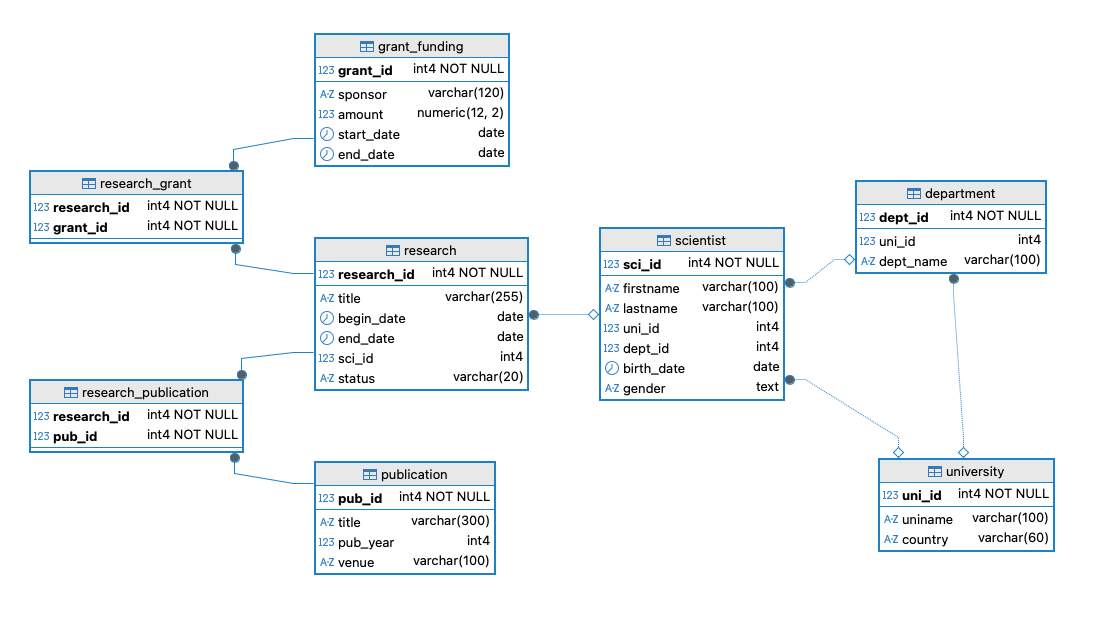 grant_funding
123 grant_id int4 NOT NULL
A-Z sponsor varchar(120)
123 amount numeric(12, 2)
start_date date
end_date date
research_grant
123 research_id int4 NOT NULL
123 grant_id int4 NOT NULL
research
123 research_id int4 NOT NULL
A-Z title varchar(255)
begin_date date
end_date date
123 sci_id int4
A-Z status varchar(20)
research_publication
123 research_id int4 NOT NULL
123 pub_id int4 NOT NULL
publication
123 pub_id int4 NOT NULL
A-Z title varchar(300)
123 pub_year int4
A-Z venue varchar(100)
scientist
123 sci_id int4 NOT NULL
A-Z firstname varchar(100)
A-Z lastname varchar(100)
123 uni_id int4
123 dept_id int4
birth_date date
A-Z gender text
department
123 dept_id int4 NOT NULL
123 uni_id int4
A-Z dept_name varchar(100)
university
123 uni_id int4 NOT NULL
A-Z uniname varchar(100)
A-Z country varchar(60)